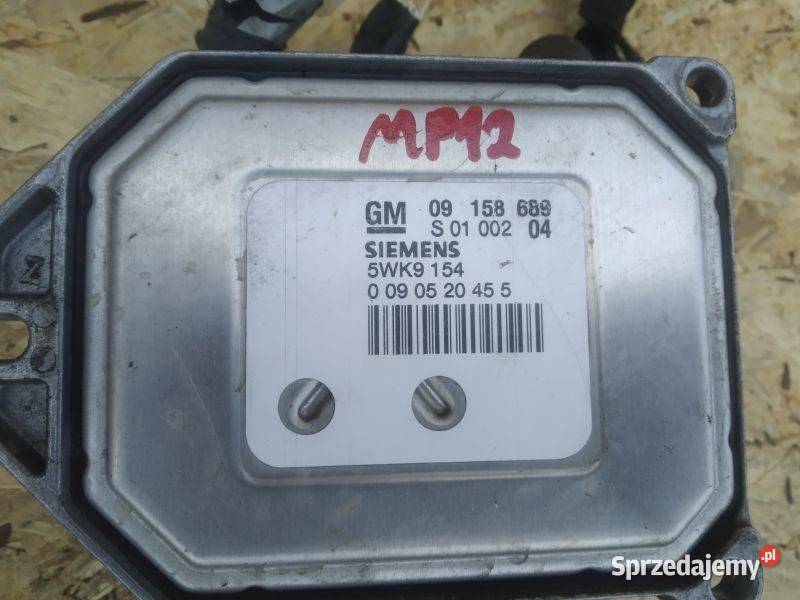 MP12
GM 09 158 689
S 01 002 04
SIEMENS
5WK9 154
0 09 05 20 45 5
Sprzedajemy.pl